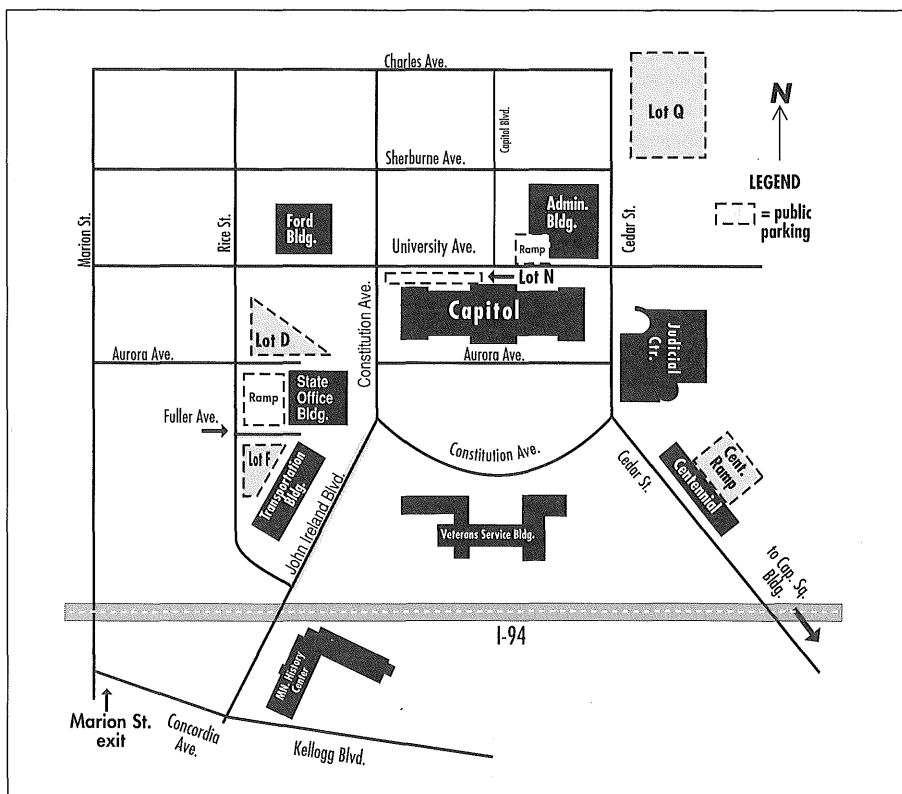 Charles Ave.
Lot Q
N
Capitol Blvd.
Sherburne Ave.
LEGEND
= public
parking
Marion St.
Rice St.
Ford
Bldg.
Admin.
Bldg.
Cedar St.
University Ave.
Ramp
Lot N
Constitution Ave.
Capitol
Lot D
Judicial
Ctr.
Aurora Ave.
Aurora Ave.
Ramp
State
Office
Bldg.
Fuller Ave.
Lot F
Transportation
Bldg.
John Ireland Blvd.
Constitution Ave.
Cedar St.
Cent.
Ramp
Centennial
Veterans Service Bldg.
to Cap. Sq.
Bldg.
I-94
MN. History
Center
Marion St.
exit
Concordia
Ave.
Kellogg Blvd.